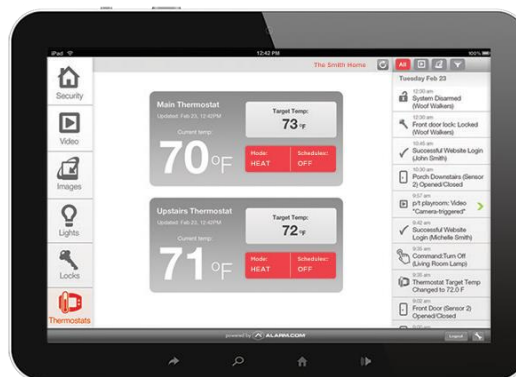 iPad
12:42 PM
100%
The Smith Home
All
Security
Video
Images
Lights
Locks
Thermostats
Main Thermostat
Updated: Feb 23, 12:42PM
Current temp:
70°F
Target Temp:
73°F
Mode:
HEAT
Schedules:
OFF
Upstairs Thermostat
Updated: Feb 23, 12:42PM
Current temp:
71°F
Target Temp:
72°F
Mode:
HEAT
Schedules:
OFF
Tuesday Feb 23
12:30 am
System Disarmed
(Woof Walkers)
12:30 am
Front door lock: Locked
(Woof Walkers)
10:45 am
Successful Website Login
(John Smith)
10:30 am
Porch Downstairs (Sensor
2) Opened/Closed
9:57 am
p/t playroom: Video
"Camera-triggered"
9:42 am
Successful Website
Login (Michelle Smith)
9:35 am
Command:Turn Off
(Living Room Lamp)
9:35 am
Thermostat Target Temp
Changed to 72.0 F
9:02 am
Front Door (Sensor 2)
Opened/Closed
powered by ALARM.COM
Logout